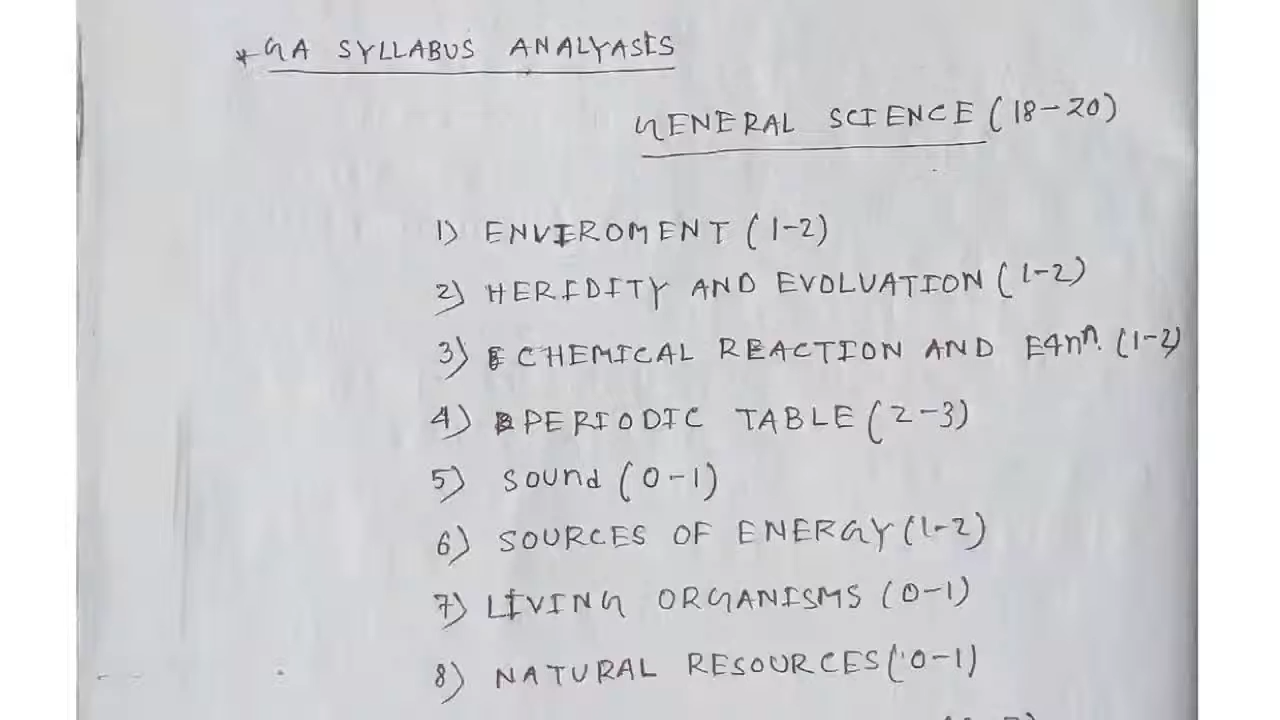 * GA SYLLABUS ANALYASIS
GENERAL SCIENCE (18-20)
1) ENVIROMENT (1-2)
2) HERIDITY AND EVOLUATION (1-2)
3) CHEMICAL REACTION AND Eqnn. (1-2)
4) PERIODIC TABLE (2-3)
5) Sound (0-1)
6) SOURCES OF ENERGY (1-2)
7) LIVING ORGANISMS (0-1)
8) NATURAL RESOURCES (0-1)